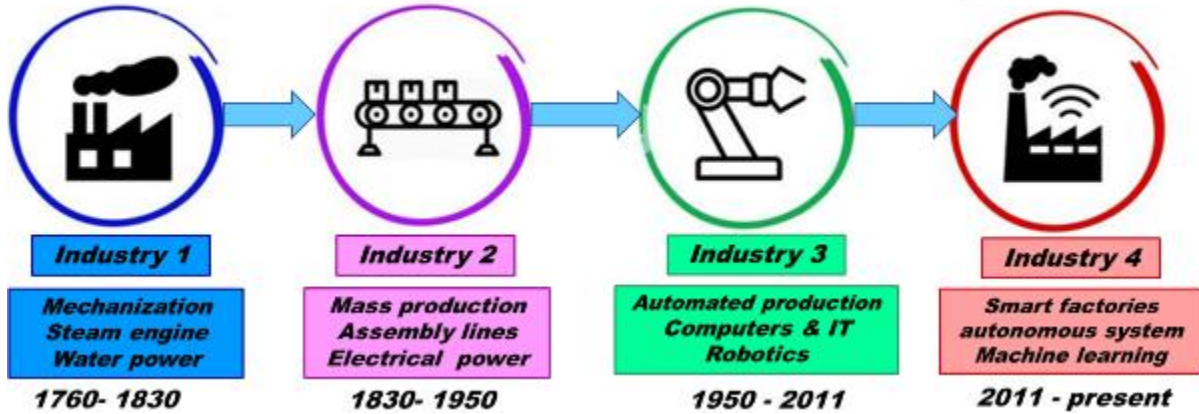 Industry 1
Mechanization
Steam engine
Water power
1760- 1830
Industry 2
Mass production
Assembly lines
Electrical power
1830- 1950
Industry 3
Automated production
Computers & IT
Robotics
1950 - 2011
Industry 4
Smart factories
autonomous system
Machine learning
2011 - present